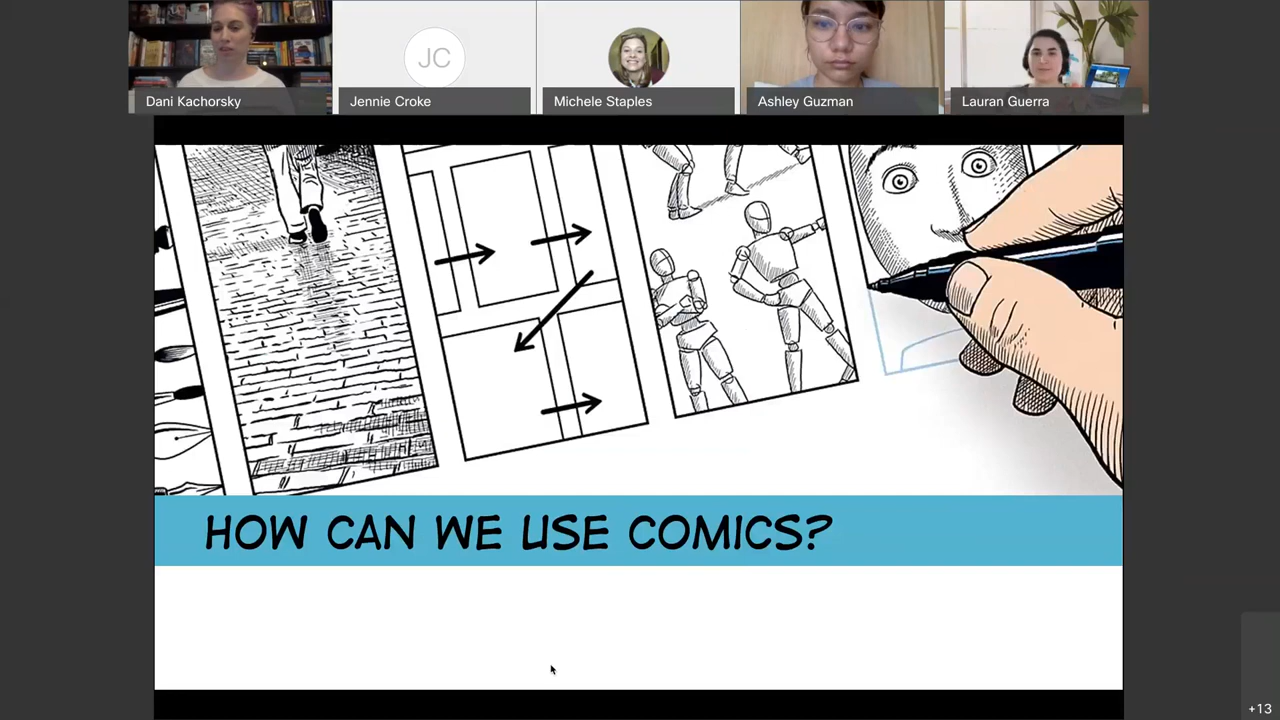 JC
Dani Kachorsky
Jennie Croke
Michele Staples
Ashley Guzman
Lauran Guerra
HOW CAN WE USE COMICS?
+13